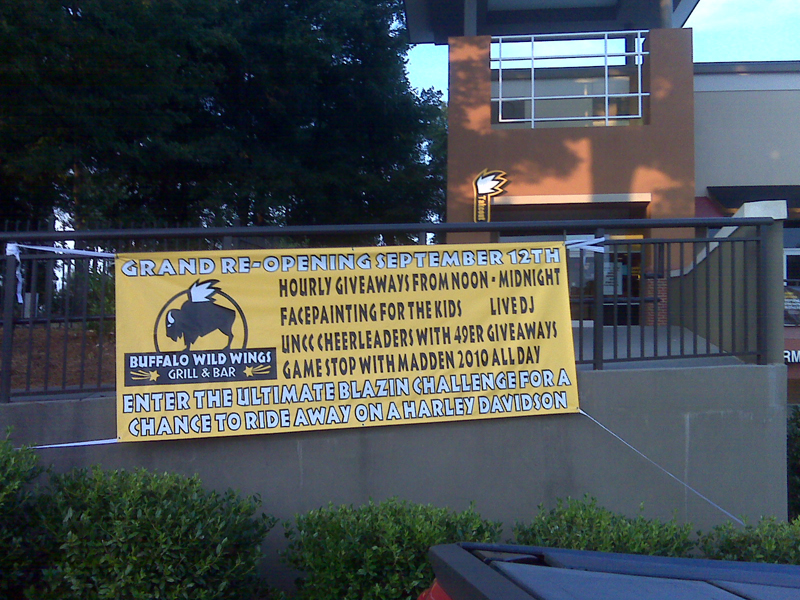 GRAND RE-OPENING SEPTEMBER 12TH
HOURLY GIVEAWAYS FROM NOON - MIDNIGHT
FACEPAINTING FOR THE KIDS LIVE DJ
UNCC CHEERLEADERS WITH 49ER GIVEAWAYS
GAME STOP WITH MADDEN 2010 ALL DAY
BUFFALO WILD WINGS
GRILL & BAR
ENTER THE ULTIMATE BLAZIN CHALLENGE FOR A
CHANCE TO RIDE AWAY ON A HARLEY DAVIDSON